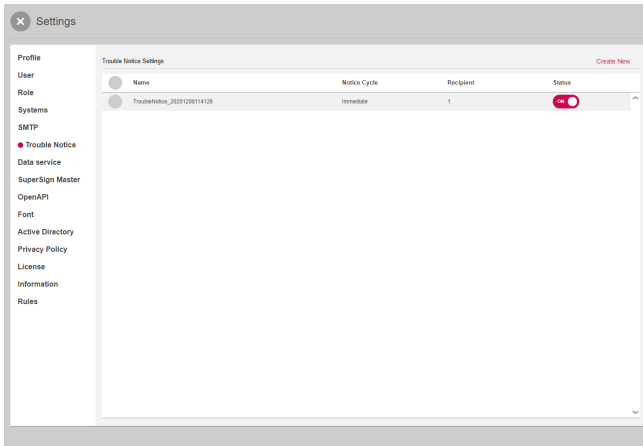 Settings
Profile
User
Role
Systems
SMTP
Trouble Notice
Data service
SuperSign Master
OpenAPI
Font
Active Directory
Privacy Policy
License
Information
Rules
Trouble Notice Settings Create New
Name Notice Cycle Recipient Status
TroubleNotice_20201208114128 Immediate 1 ON